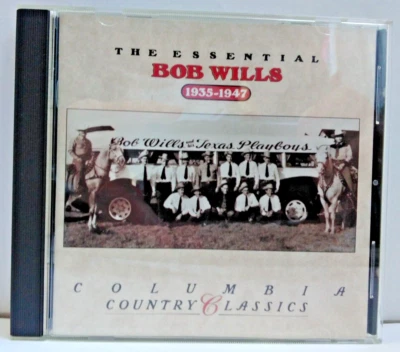 THE ESSENTIAL
BOB WILLS
1935-1947
Bob Wills and his Texas Playboys
COLUMBIA
COUNTRY CLASSICS